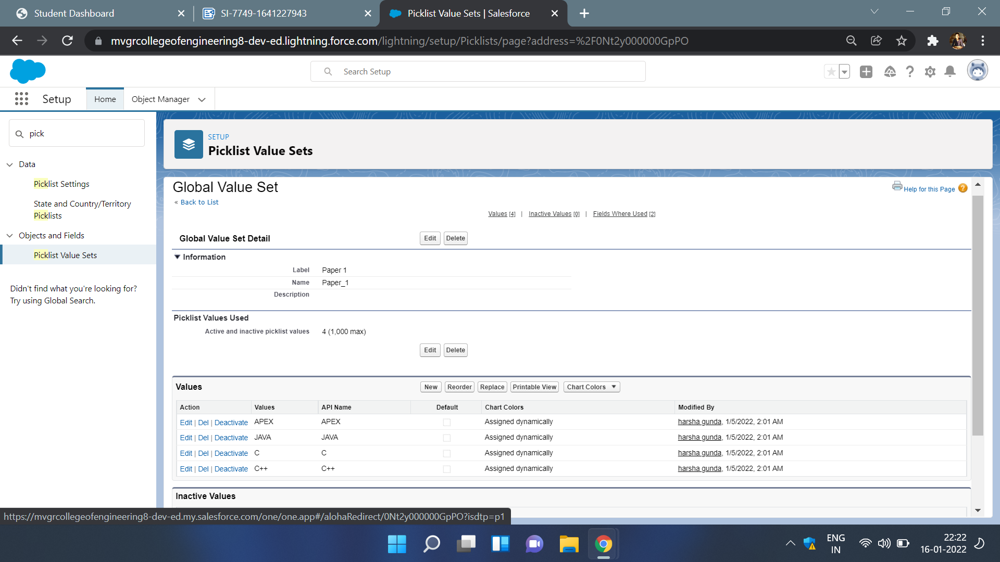 Student Dashboard
SI-7749-1641227943
Picklist Value Sets | Salesforce
mvgrcollegeofengineering8-dev-ed.lightning.force.com/lightning/setup/Picklists/page?address=%2F0Nt2y000000GpPO
Search Setup
Setup
Home
Object Manager
pick
Data
Picklist Settings
State and Country/Territory
Picklists
Objects and Fields
Picklist Value Sets
Didn't find what you're looking for?
Try using Global Search.
SETUP
Picklist Value Sets
Global Value Set
Help for this Page ?
« Back to List
Values [4] | Inactive Values [0] | Fields Where Used [2]
Global Value Set Detail Edit Delete
Information
Label Paper 1
Name Paper_1
Description
Picklist Values Used
Active and inactive picklist values 4 (1,000 max)
Edit Delete
Values New Reorder Replace Printable View Chart Colors
Action Values API Name Default Chart Colors Modified By
Edit | Del | Deactivate APEX APEX Assigned dynamically harsha gunda, 1/5/2022, 2:01 AM
Edit | Del | Deactivate JAVA JAVA Assigned dynamically harsha gunda, 1/5/2022, 2:01 AM
Edit | Del | Deactivate C C Assigned dynamically harsha gunda, 1/5/2022, 2:01 AM
Edit | Del | Deactivate C++ C++ Assigned dynamically harsha gunda, 1/5/2022, 2:01 AM
Inactive Values
https://mvgrcollegeofengineering8-dev-ed.my.salesforce.com/one/one.app#/alohaRedirect/0Nt2y000000GpPO?isdtp=p1
ENG
IN
22:22
16-01-2022